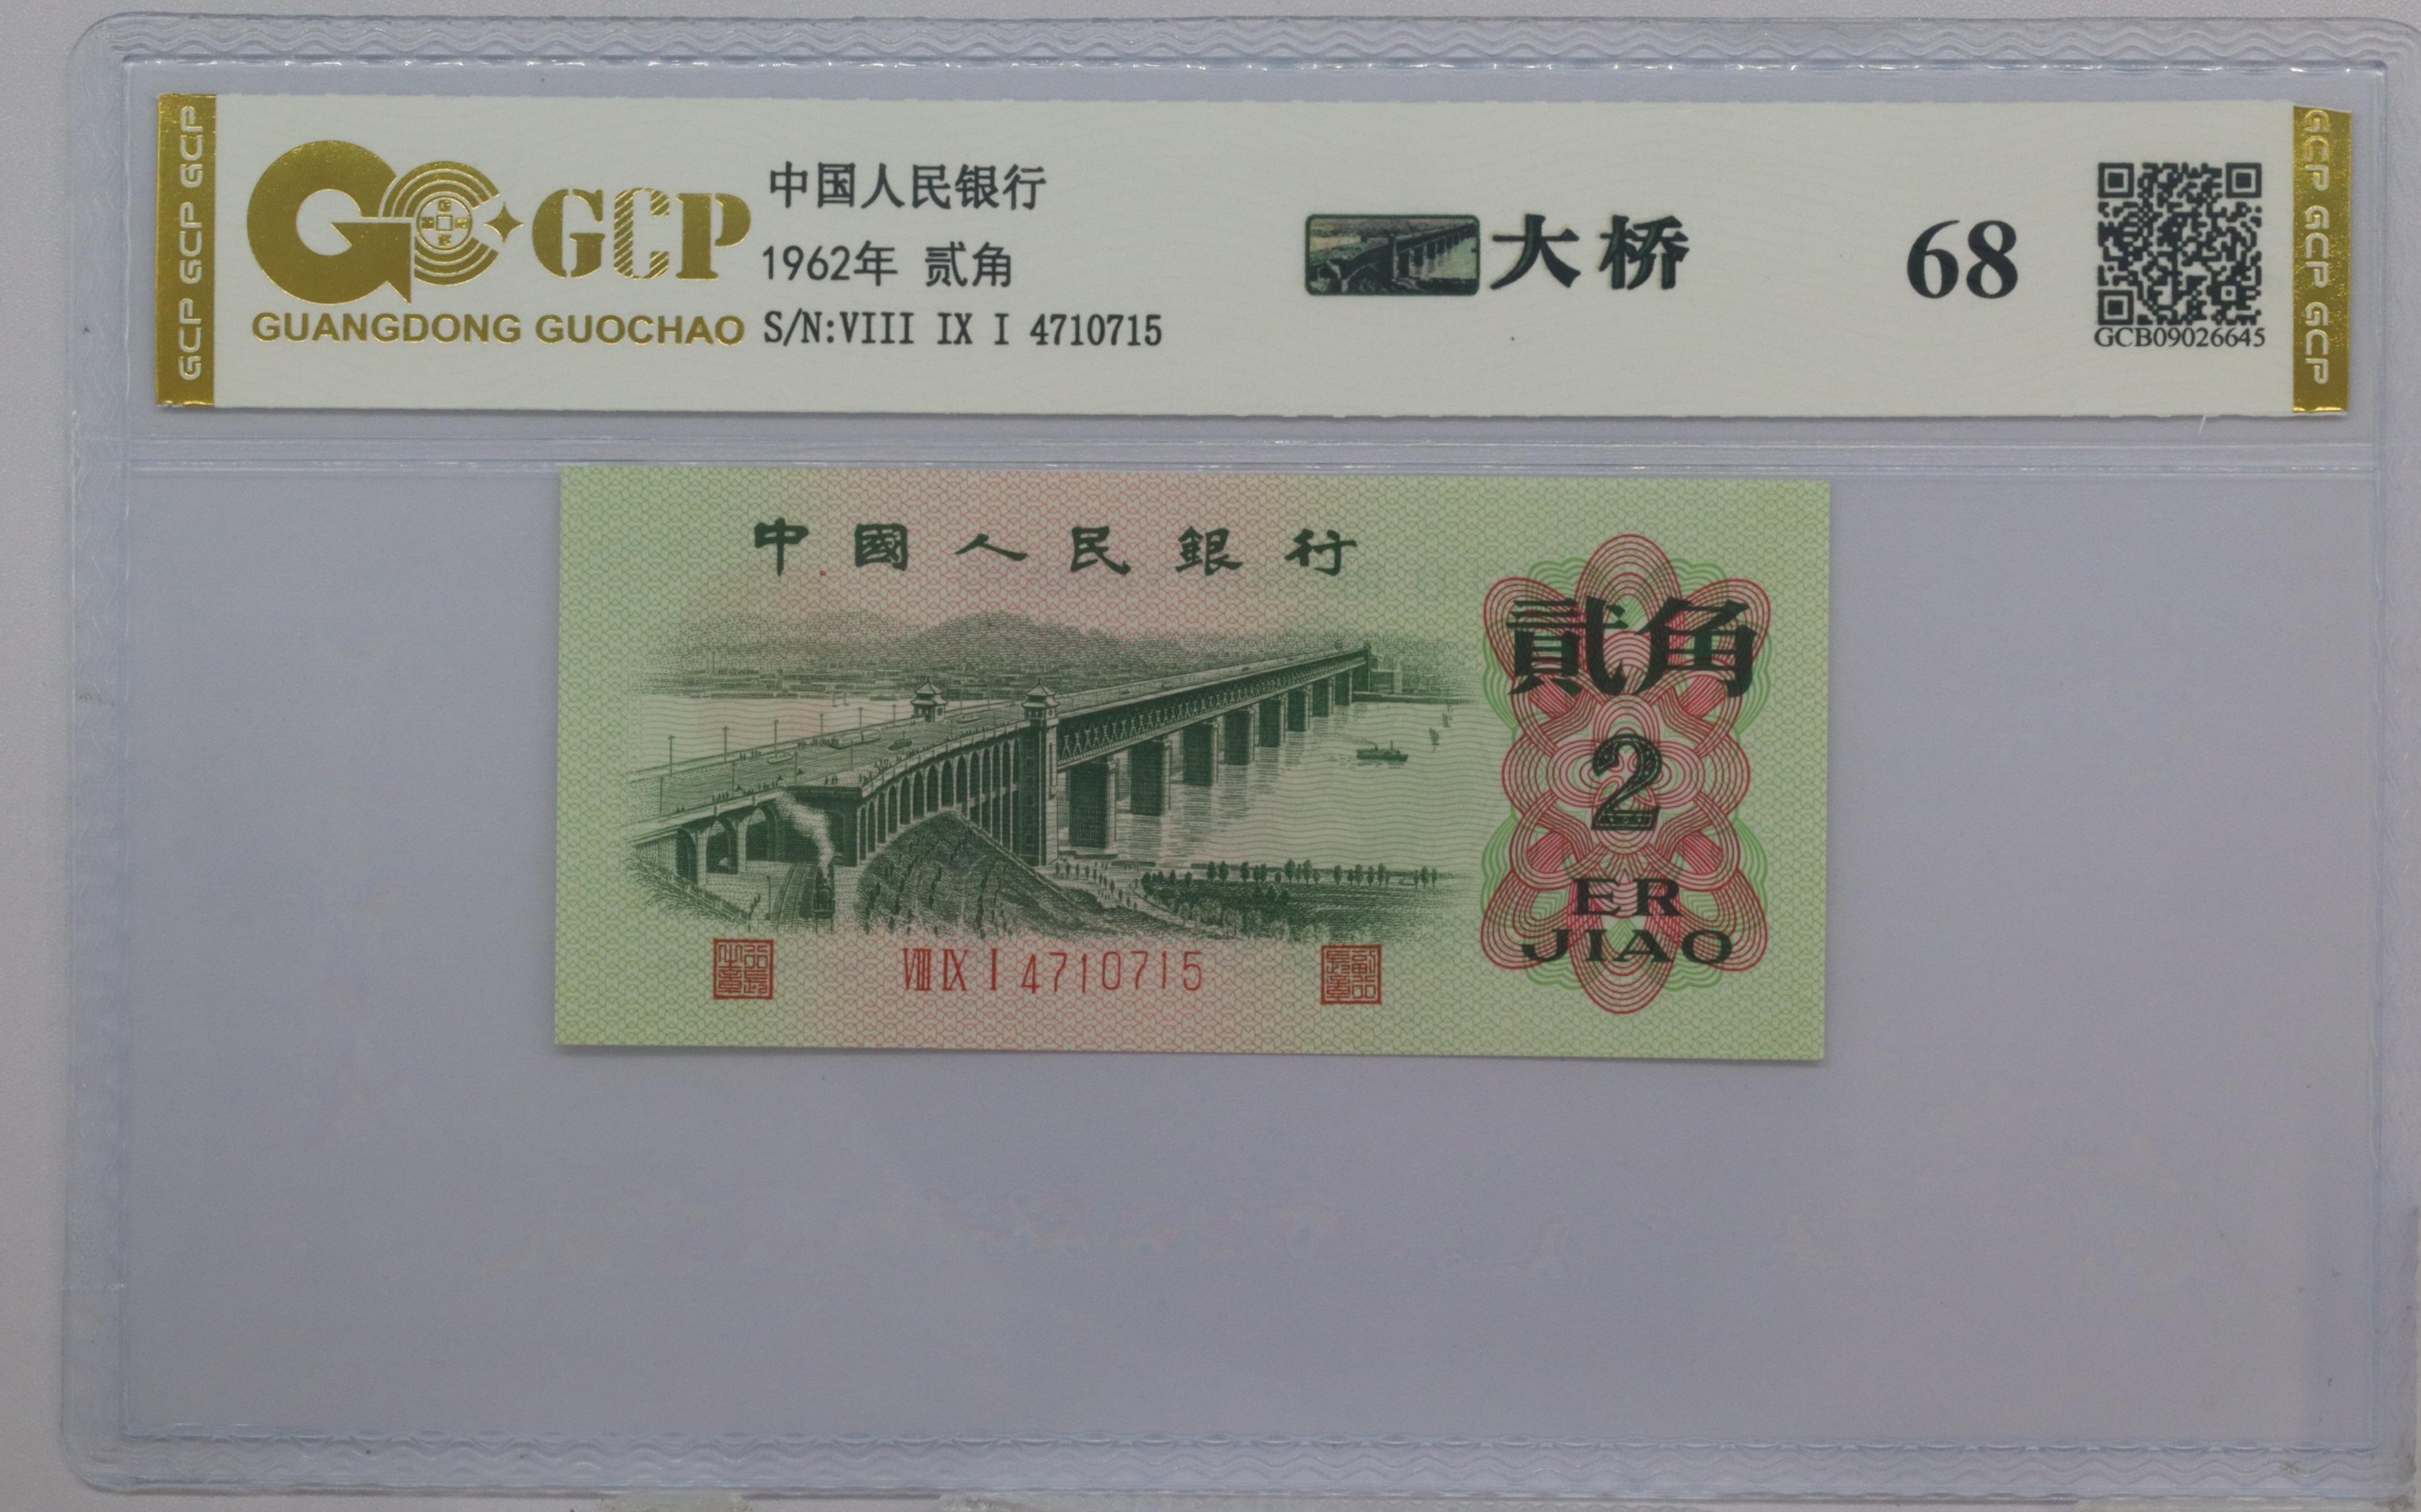 GCP GCP GCP
GCP
GUANGDONG GUOCHAO
中国人民银行
1962年 贰角
S/N:VIII IX I 4710715
大桥
68
GCB09026645
GCP GCP GCP
中國人民銀行
貳角
2
ER
JIAO
VIII IX I 4710715